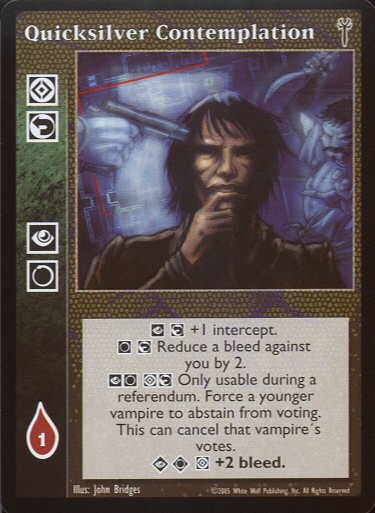 Quicksilver Contemplation
+1 intercept.
Reduce a bleed against
you by 2.
Only usable during a
referendum. Force a younger
vampire to abstain from voting.
This can cancel that vampire´s
votes.
+2 bleed.
1
Illus: John Bridges
©2005 White Wolf Publishing, Inc. All Rights Reserved